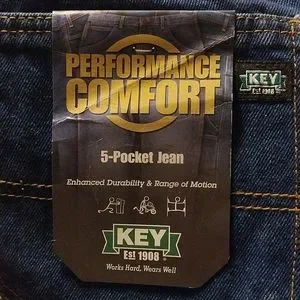 PERFORMANCE
COMFORT
5-Pocket Jean
Enhanced Durability & Range of Motion
KEY
Est 1908
Works Hard, Wears Well
KEY
Est 1908